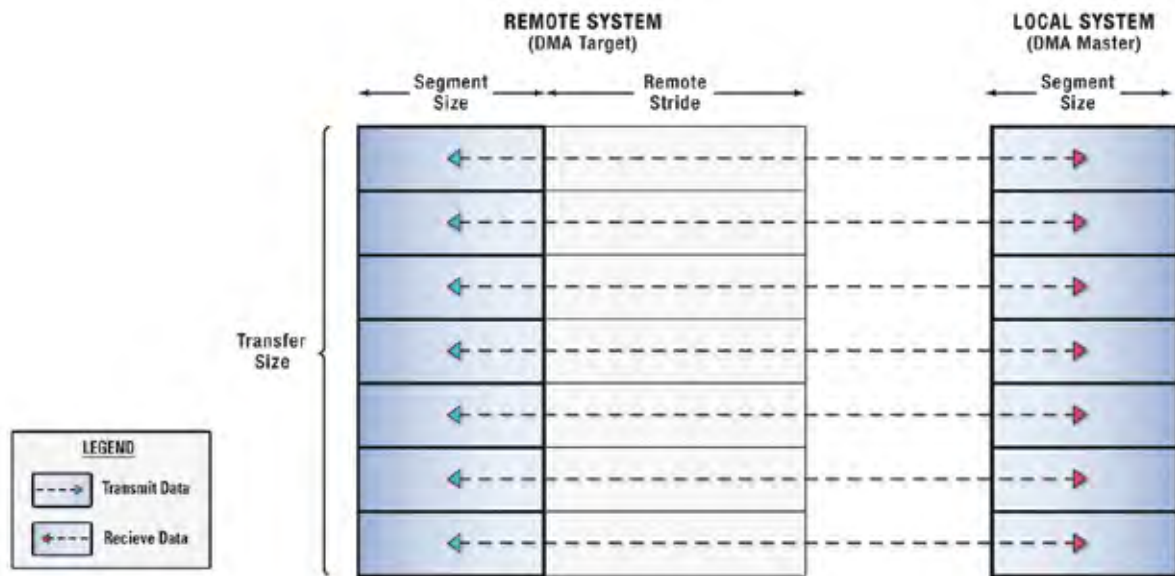 REMOTE SYSTEM
(DMA Target)
LOCAL SYSTEM
(DMA Master)
Segment
Size
Remote
Stride
Segment
Size
Transfer
Size
LEGEND
Transmit Data
Recieve Data